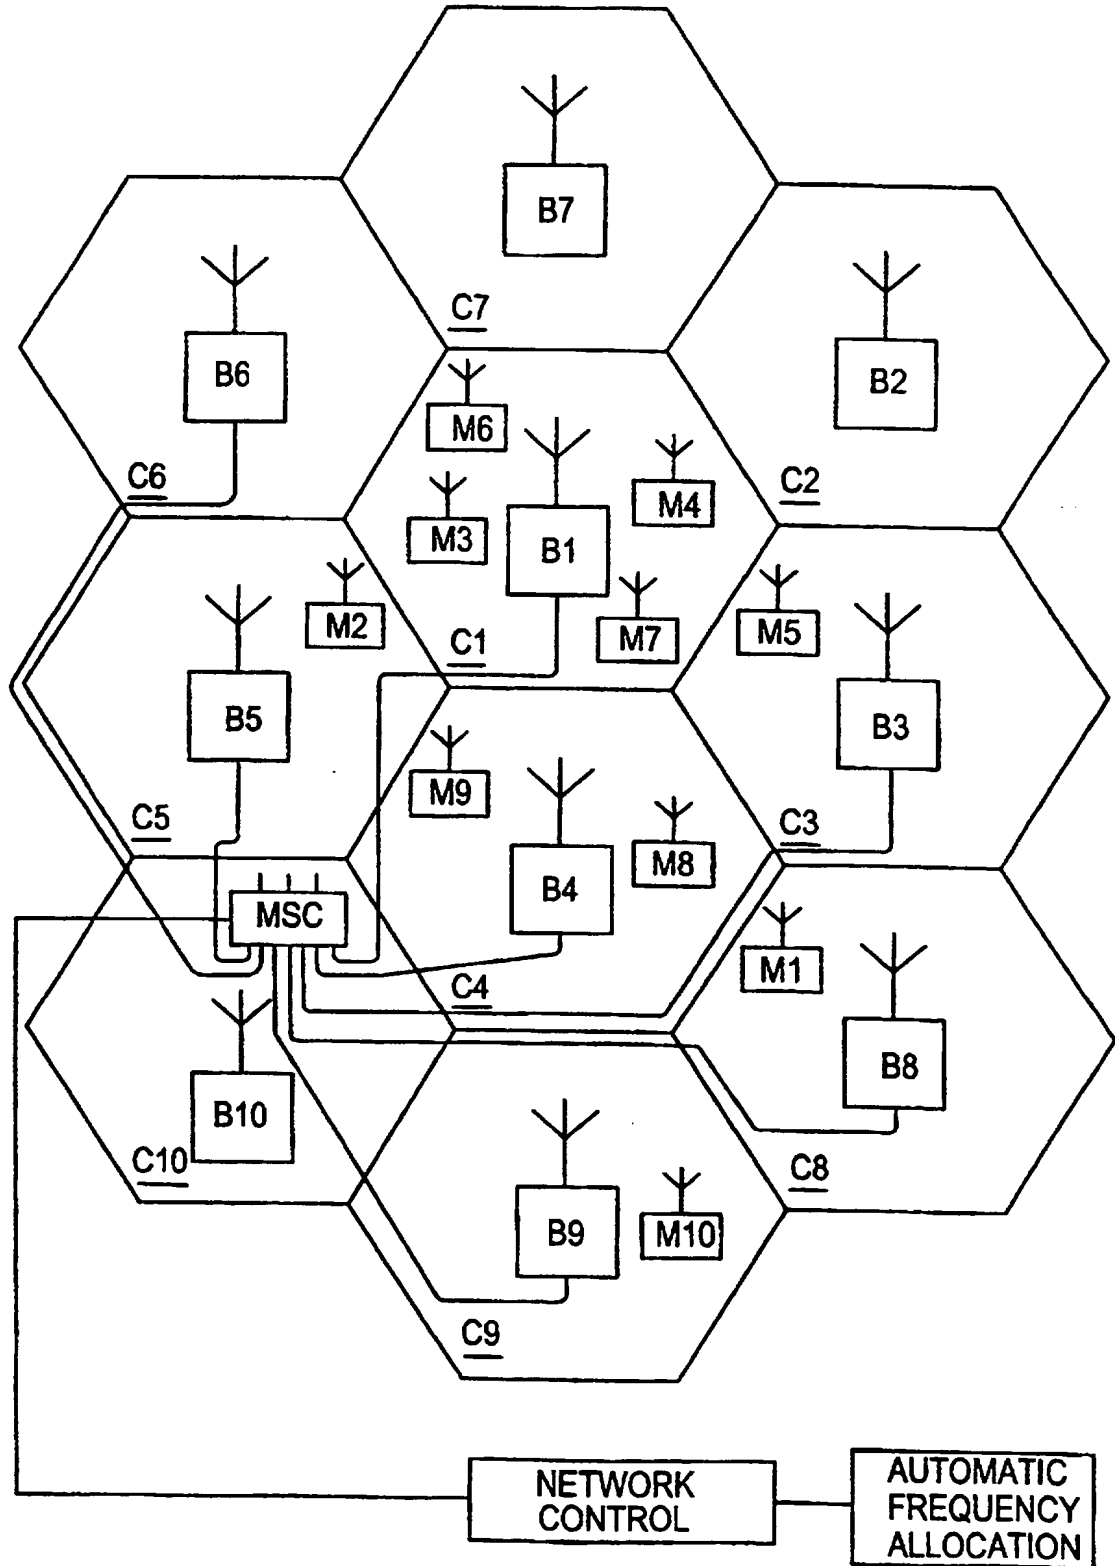 B7
C7
B6
B2
M6
C6
M4
C2
M3
B1
M2
M7
M5
C1
B5
B3
M9
C5
C3
M8
B4
MSC
M1
C4
B8
B10
C10
C8
B9
M10
C9
NETWORK
CONTROL
AUTOMATIC
FREQUENCY
ALLOCATION